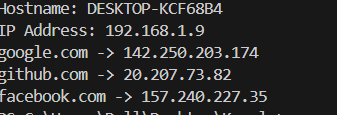 Hostname: DESKTOP-KCF68B4
IP Address: 192.168.1.9
google.com -> 142.250.203.174
github.com -> 20.207.73.82
facebook.com -> 157.240.227.35